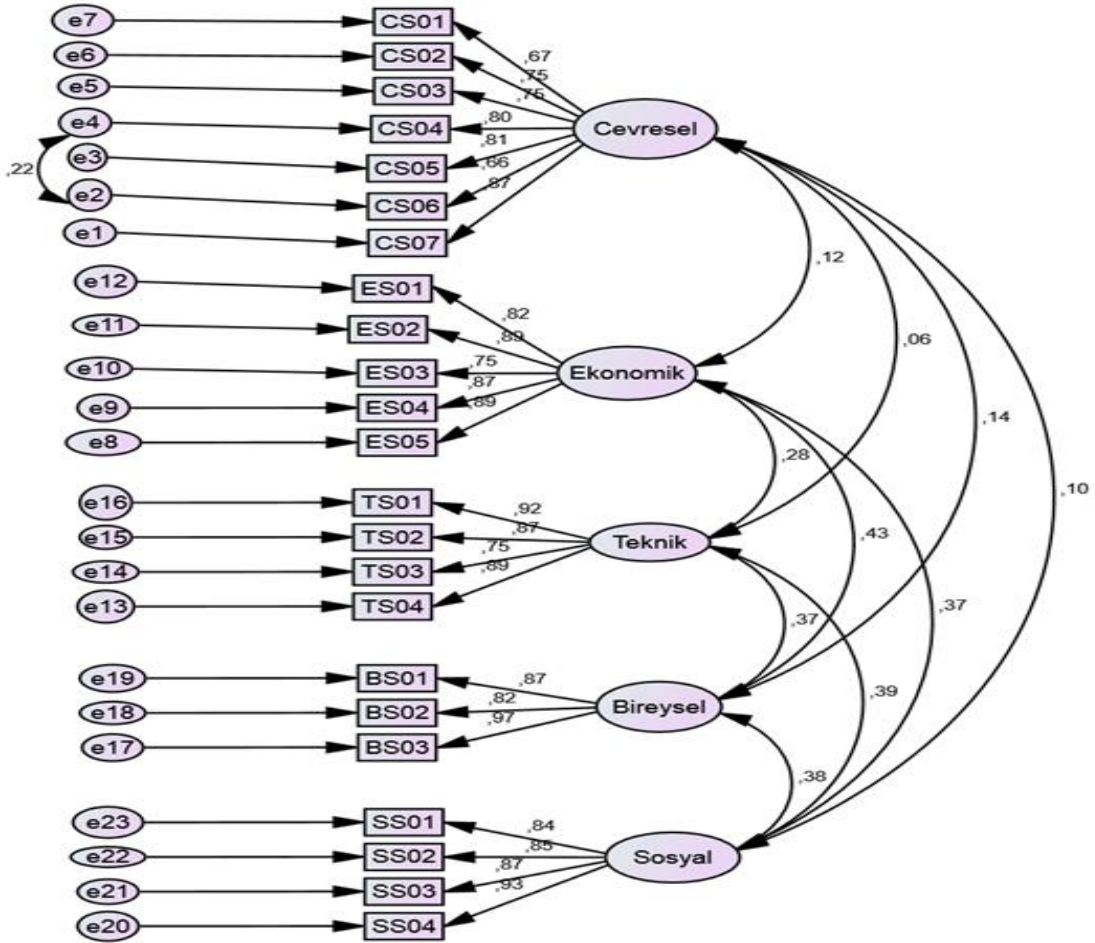 e7 CS01
,67
e6 CS02
,75
e5 CS03
,75
e4 CS04
,80
Cevresel
e3 CS05
,81
,22
e2 CS06
,66
e1 CS07
,87
,12
e12 ES01
,82
e11 ES02
,89
,06
e10 ES03
,75
Ekonomik
e9 ES04
,87
e8 ES05
,89
,14
,28
,10
e16 TS01
,92
e15 TS02
,87
Teknik
,43
e14 TS03
,75
e13 TS04
,89
,37
,37
e19 BS01
,87
e18 BS02
,82
Bireysel
,39
e17 BS03
,97
,38
e23 SS01
,84
e22 SS02
,85
Sosyal
e21 SS03
,87
e20 SS04
,93